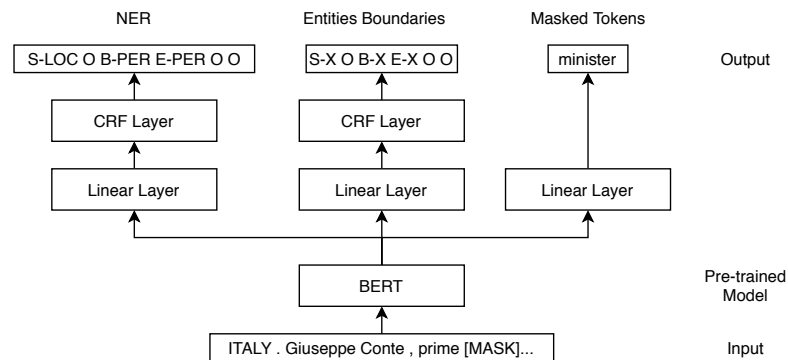 NER Entities Boundaries Masked Tokens
S-LOC O B-PER E-PER O O S-X O B-X E-X O O minister Output
CRF Layer CRF Layer
Linear Layer Linear Layer Linear Layer
BERT Pre-trained
Model
ITALY . Giuseppe Conte , prime [MASK]... Input